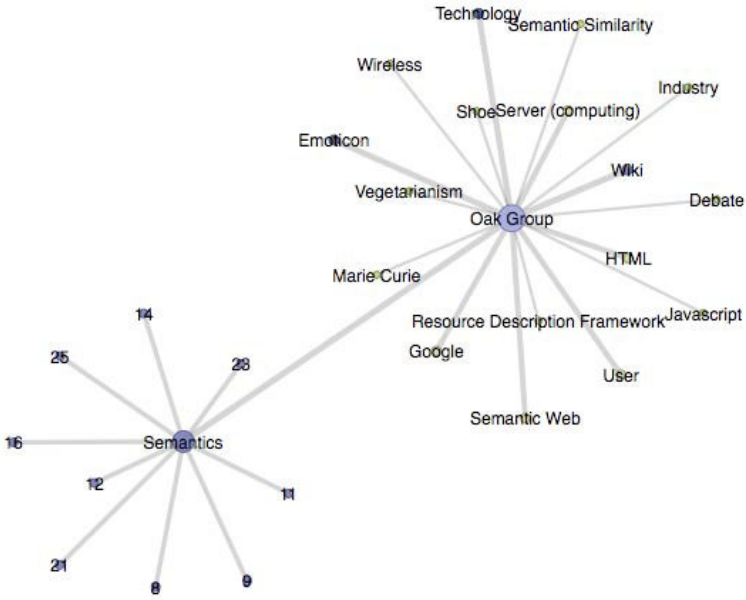 Technology
Semantic Similarity
Wireless
Industry
Shoe
Server (computing)
Emoticon
Wiki
Vegetarianism
Debate
Oak Group
HTML
Marie Curie
14
Resource Description Framework
Javascript
25
Google
23
User
Semantic Web
16
Semantics
12
11
21
8
9